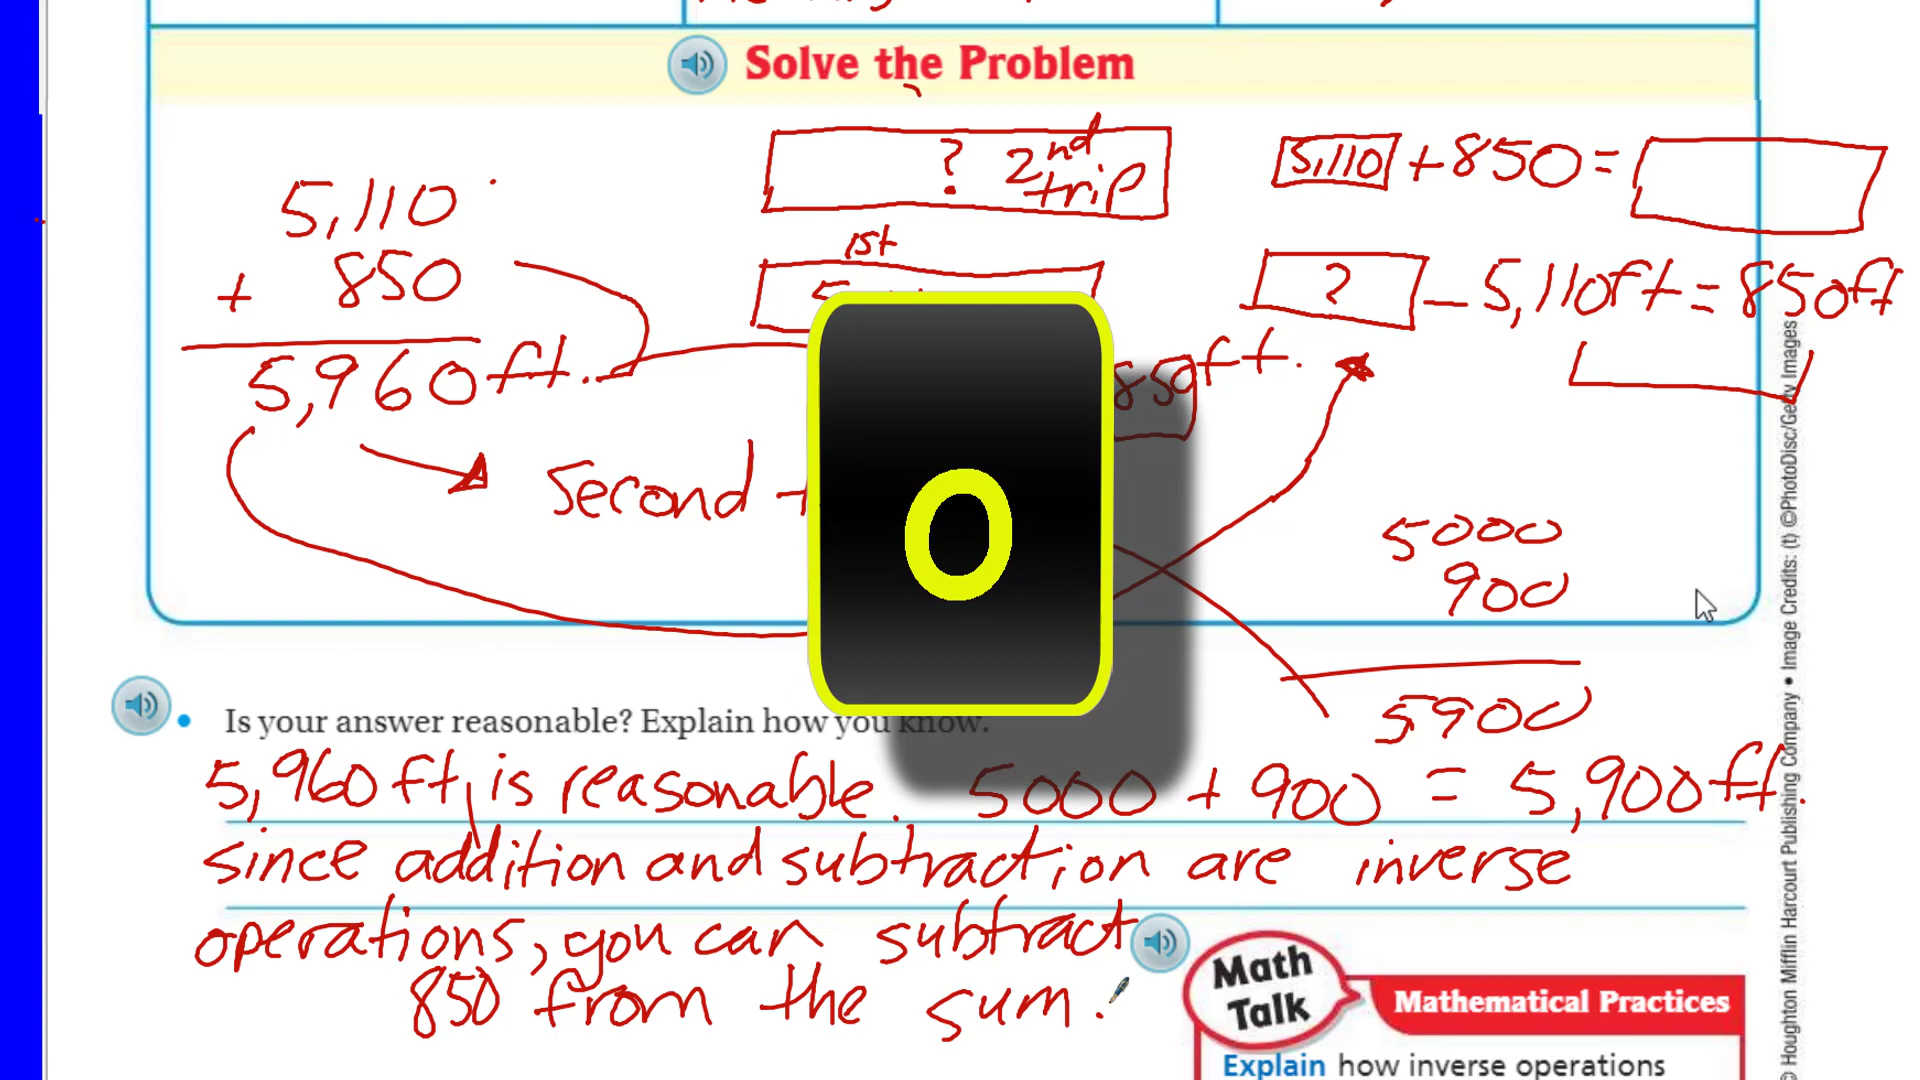 Solve the Problem
? 2nd trip
5,110 + 850 =
5,110
+ 850
5,960 ft.
1st
? - 5,110 ft = 850 ft
850 ft.
Second
5000
900
5900
• Is your answer reasonable? Explain how you know.
0
5,960 ft, is reasonable. 5000 + 900 = 5,900 ft.
since addition and subtraction are inverse
operations, you can subtract
850 from the sum.
Math Talk
Mathematical Practices
Explain how inverse operations
© Houghton Mifflin Harcourt Publishing Company • Image Credits: (t) ©PhotoDisc/Getty Images